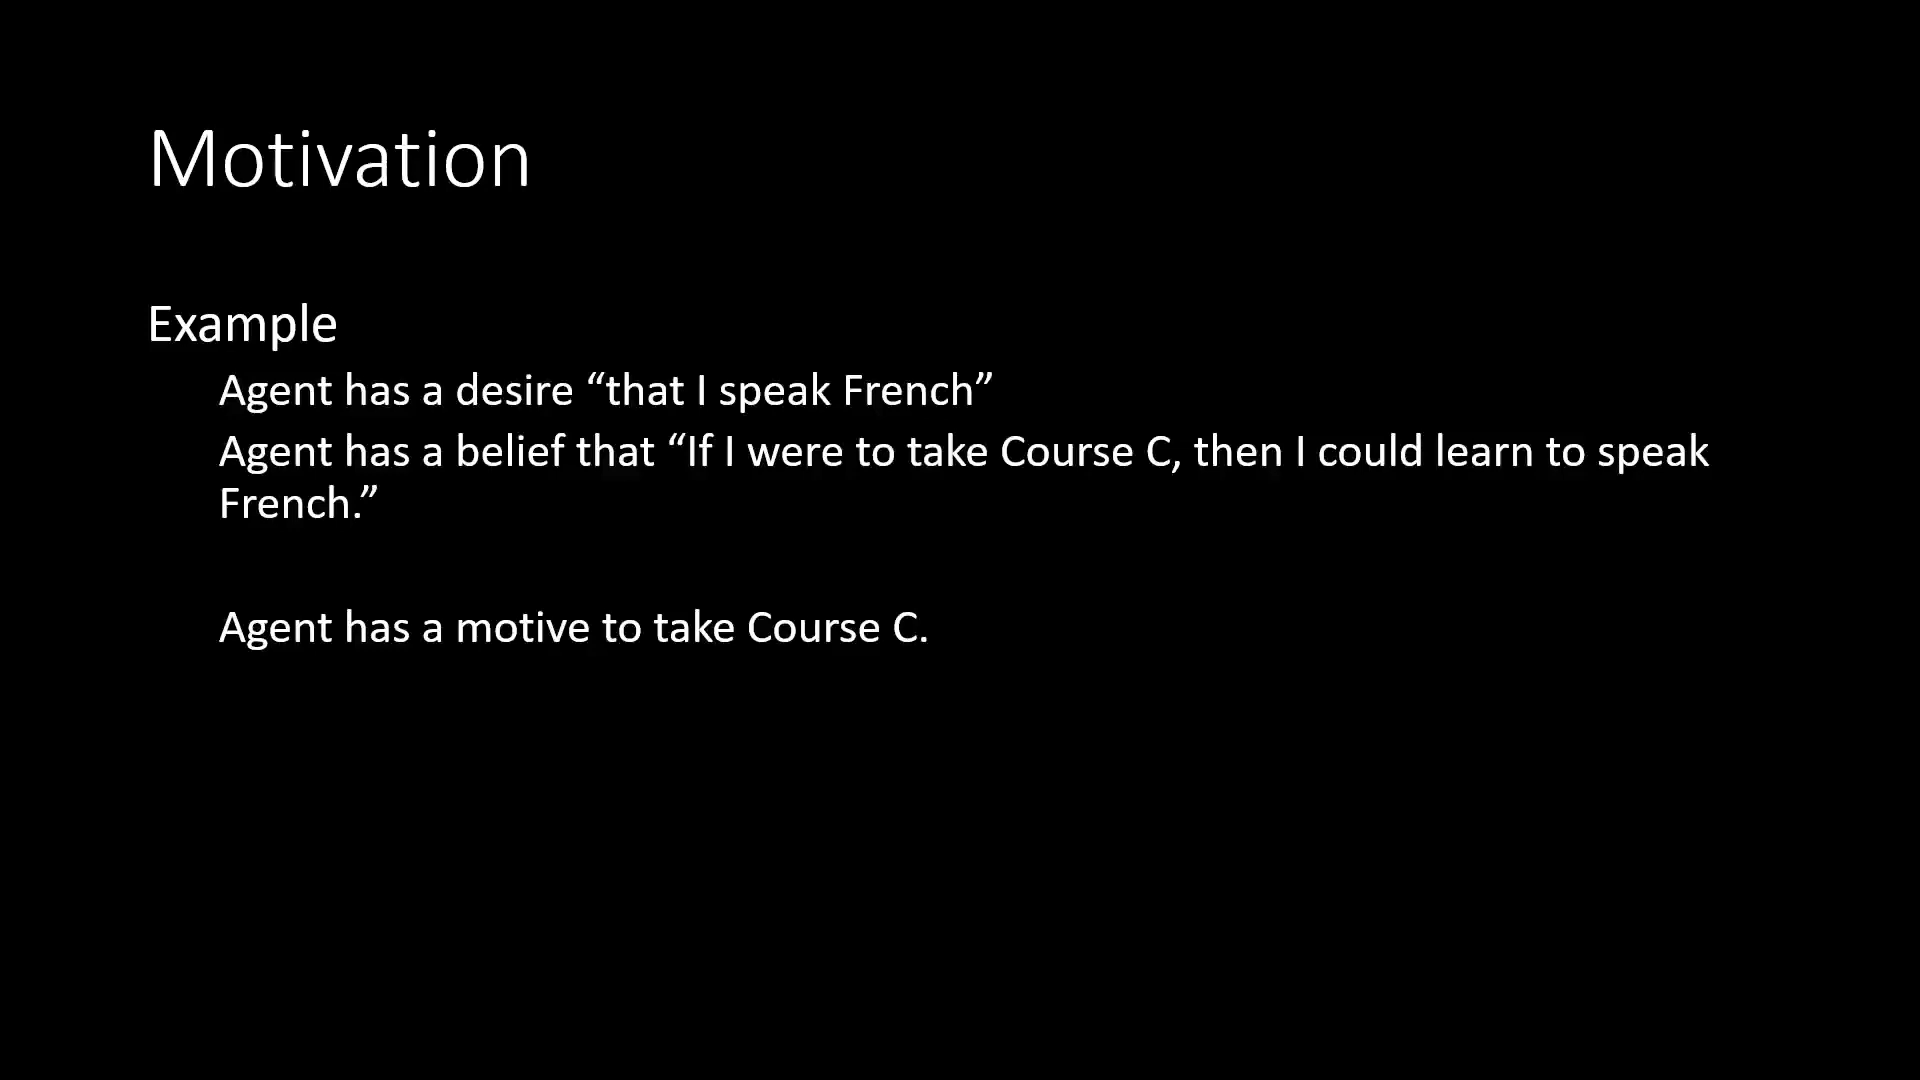 Motivation
Example
Agent has a desire “that I speak French”
Agent has a belief that “If I were to take Course C, then I could learn to speak
French.”
Agent has a motive to take Course C.